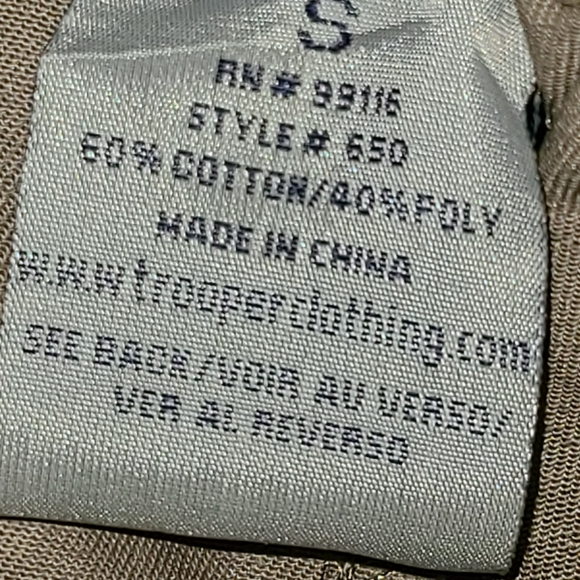 S
RN # 99116
STYLE# 650
60% COTTON/40%POLY
MADE IN CHINA
www.trooperclothing.com
SEE BACK/VOIR AU VERSO/
VER AL REVERSO